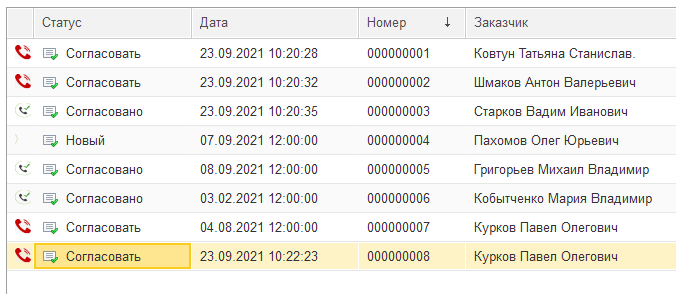 Статус Дата Номер ↓ Заказчик
Согласовать 23.09.2021 10:20:28 000000001 Ковтун Татьяна Станислав.
Согласовать 23.09.2021 10:20:32 000000002 Шмаков Антон Валерьевич
Согласовано 23.09.2021 10:20:35 000000003 Старков Вадим Иванович
Новый 07.09.2021 12:00:00 000000004 Пахомов Олег Юрьевич
Согласовано 08.09.2021 12:00:00 000000005 Григорьев Михаил Владимир
Согласовано 03.02.2021 12:00:00 000000006 Кобытченко Мария Владимир
Согласовать 04.08.2021 12:00:00 000000007 Курков Павел Олегович
Согласовать 23.09.2021 10:22:23 000000008 Курков Павел Олегович